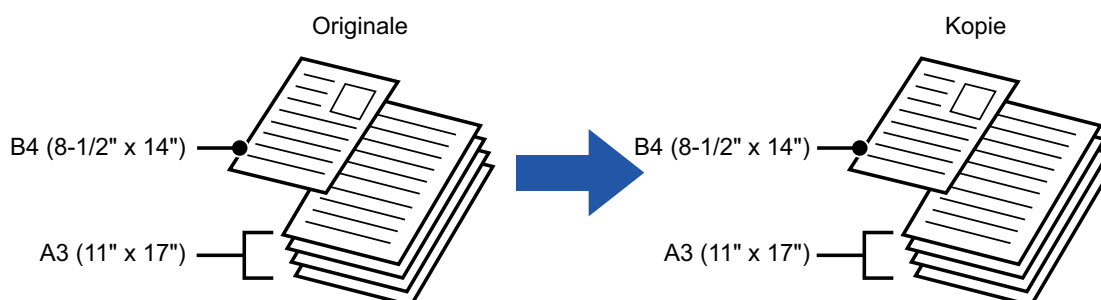 Originale
Kopie
B4 (8-1/2" x 14")
B4 (8-1/2" x 14")
A3 (11" x 17")
A3 (11" x 17")